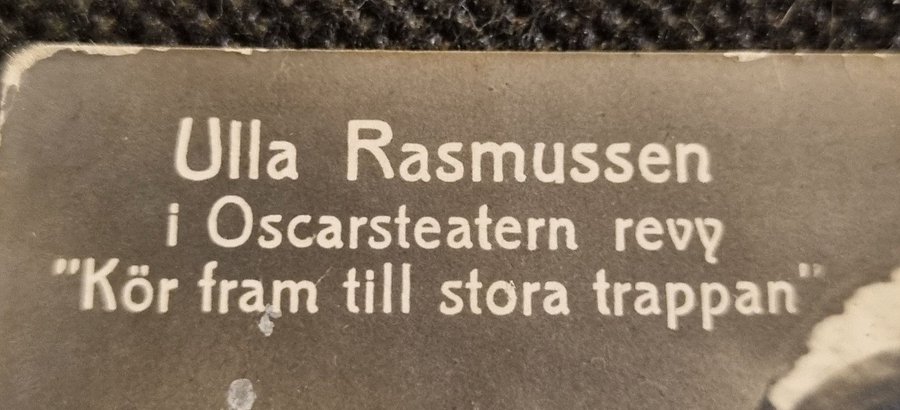 Ulla Rasmussen
i Oscarsteatern revy
"Kör fram till stora trappan"